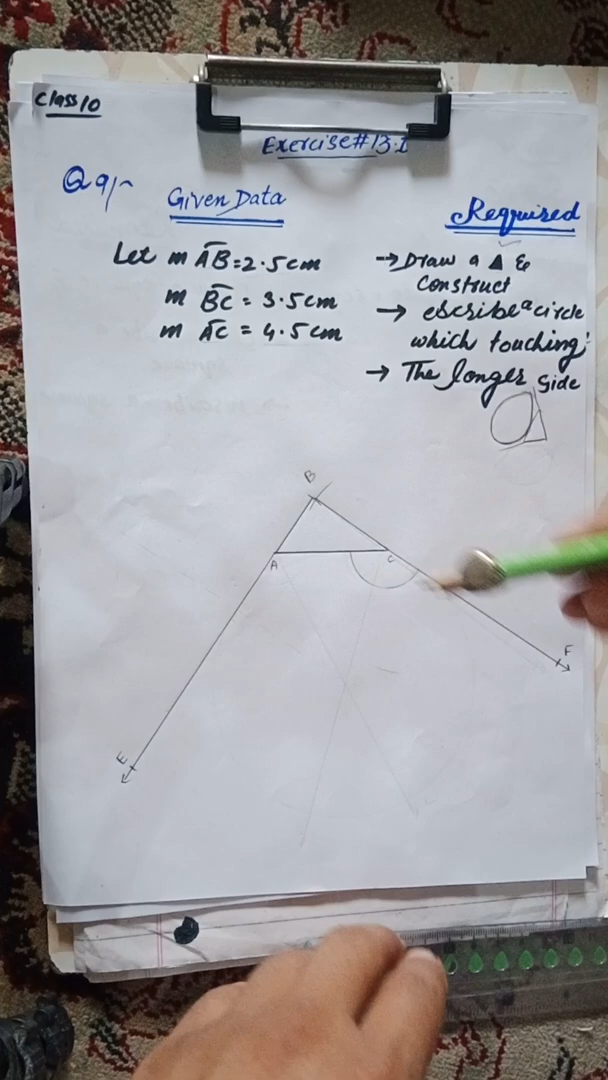 Class 10
Exercise#13.2
Q 9/-
Given Data
Required
Let m AB=2.5cm
m BC = 3.5cm
m AC = 4.5cm
→ Draw a ▲ &
Construct
→ escribe a circle
which touching
→ The longer Side
B
A
C
F
E